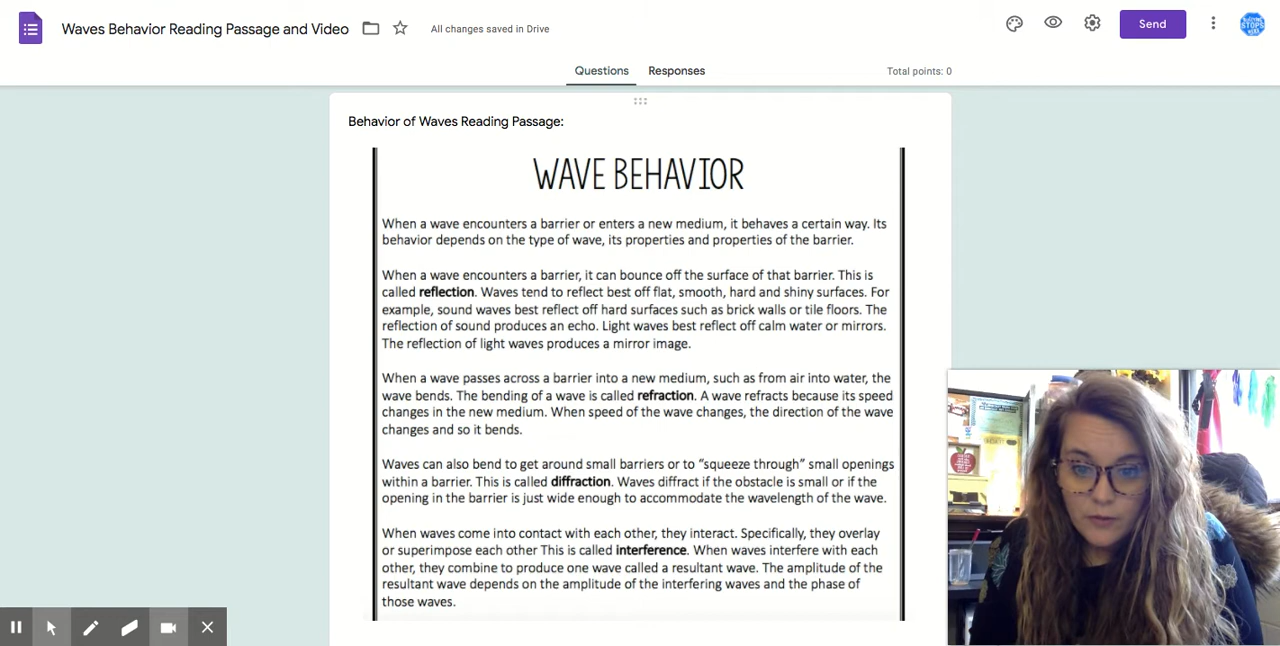 Waves Behavior Reading Passage and Video
All changes saved in Drive
Send
Questions
Responses
Total points: 0
Behavior of Waves Reading Passage:
WAVE BEHAVIOR
When a wave encounters a barrier or enters a new medium, it behaves a certain way. Its
behavior depends on the type of wave, its properties and properties of the barrier.
When a wave encounters a barrier, it can bounce off the surface of that barrier. This is
called reflection. Waves tend to reflect best off flat, smooth, hard and shiny surfaces. For
example, sound waves best reflect off hard surfaces such as brick walls or tile floors. The
reflection of sound produces an echo. Light waves best reflect off calm water or mirrors.
The reflection of light waves produces a mirror image.
When a wave passes across a barrier into a new medium, such as from air into water, the
wave bends. The bending of a wave is called refraction. A wave refracts because its speed
changes in the new medium. When speed of the wave changes, the direction of the wave
changes and so it bends.
Waves can also bend to get around small barriers or to “squeeze through” small openings
within a barrier. This is called diffraction. Waves diffract if the obstacle is small or if the
opening in the barrier is just wide enough to accommodate the wavelength of the wave.
When waves come into contact with each other, they interact. Specifically, they overlay
or superimpose each other This is called interference. When waves interfere with each
other, they combine to produce one wave called a resultant wave. The amplitude of the
resultant wave depends on the amplitude of the interfering waves and the phase of
those waves.